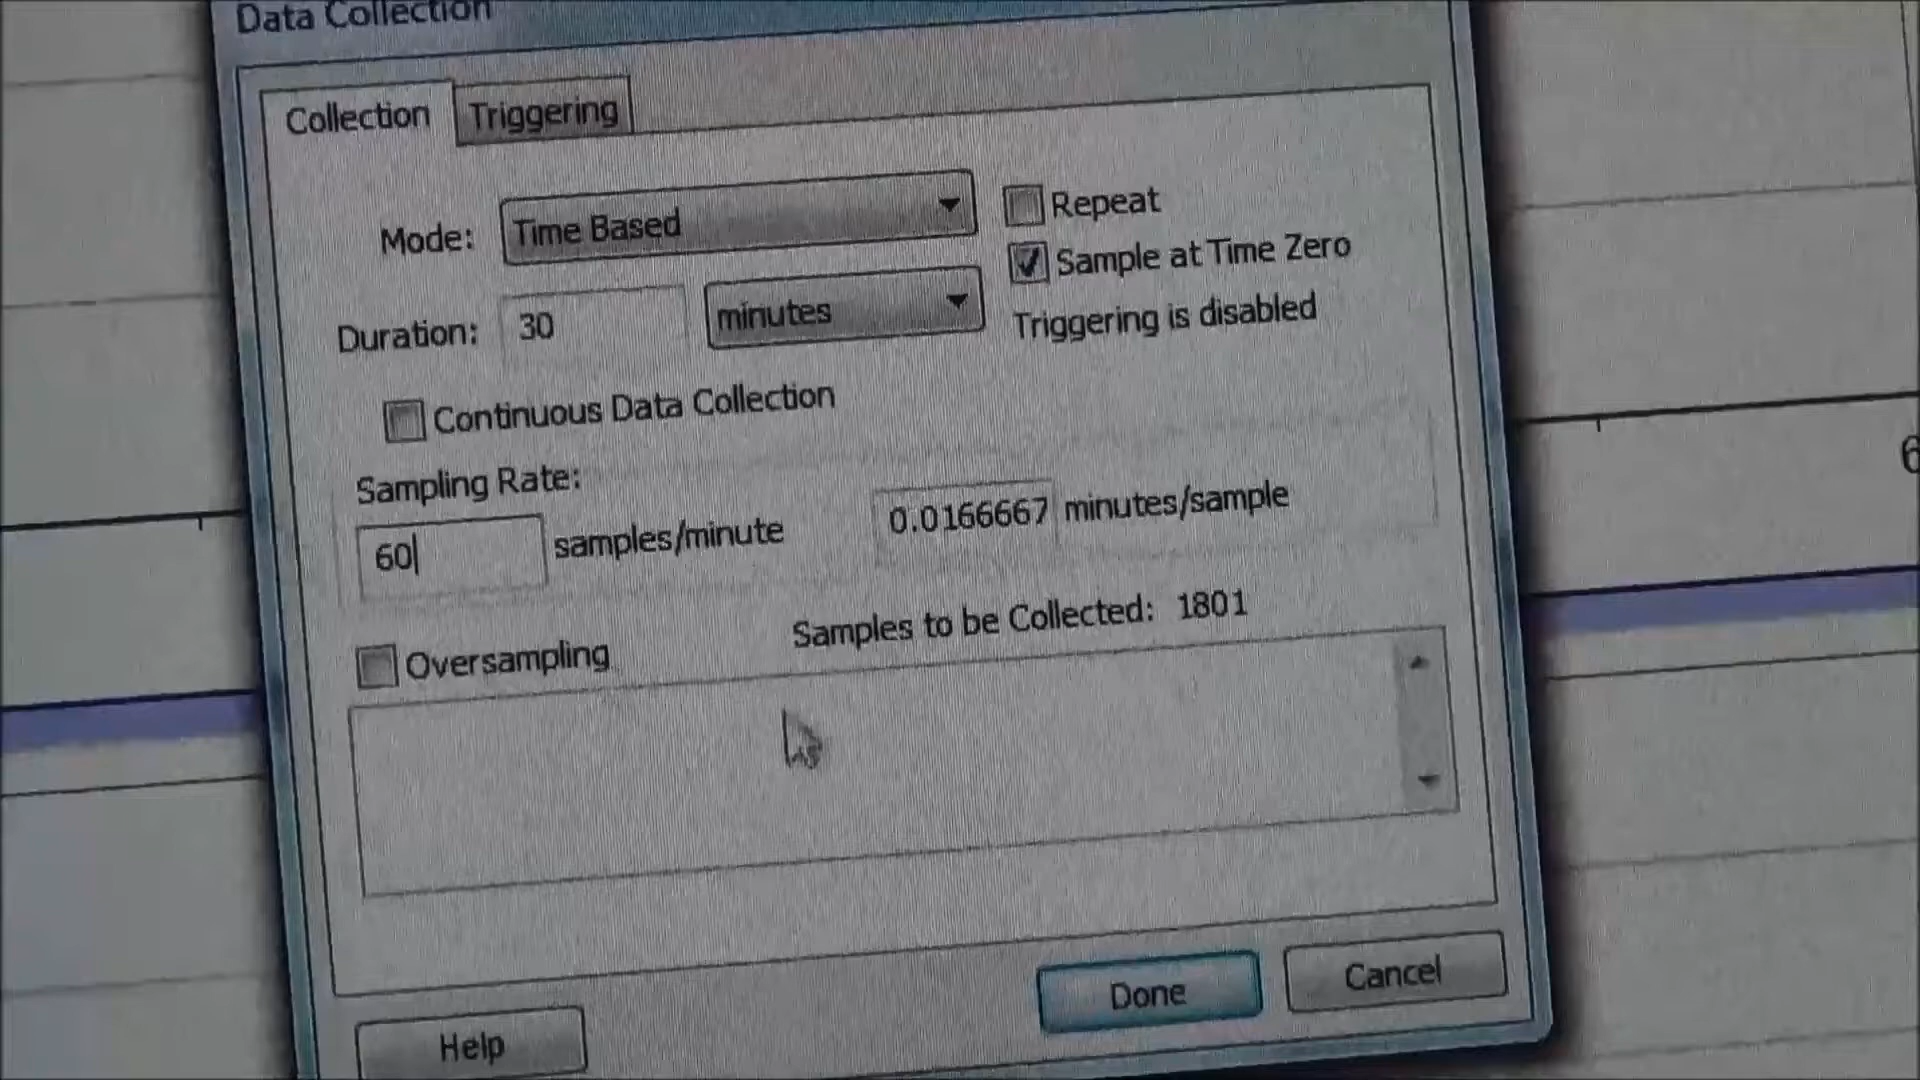 Data Collection
Collection
Triggering
Mode:
Time Based
Repeat
Sample at Time Zero
Duration:
30
minutes
Triggering is disabled
Continuous Data Collection
Sampling Rate:
60
samples/minute
0.0166667
minutes/sample
Samples to be Collected: 1801
Oversampling
Done
Cancel
Help